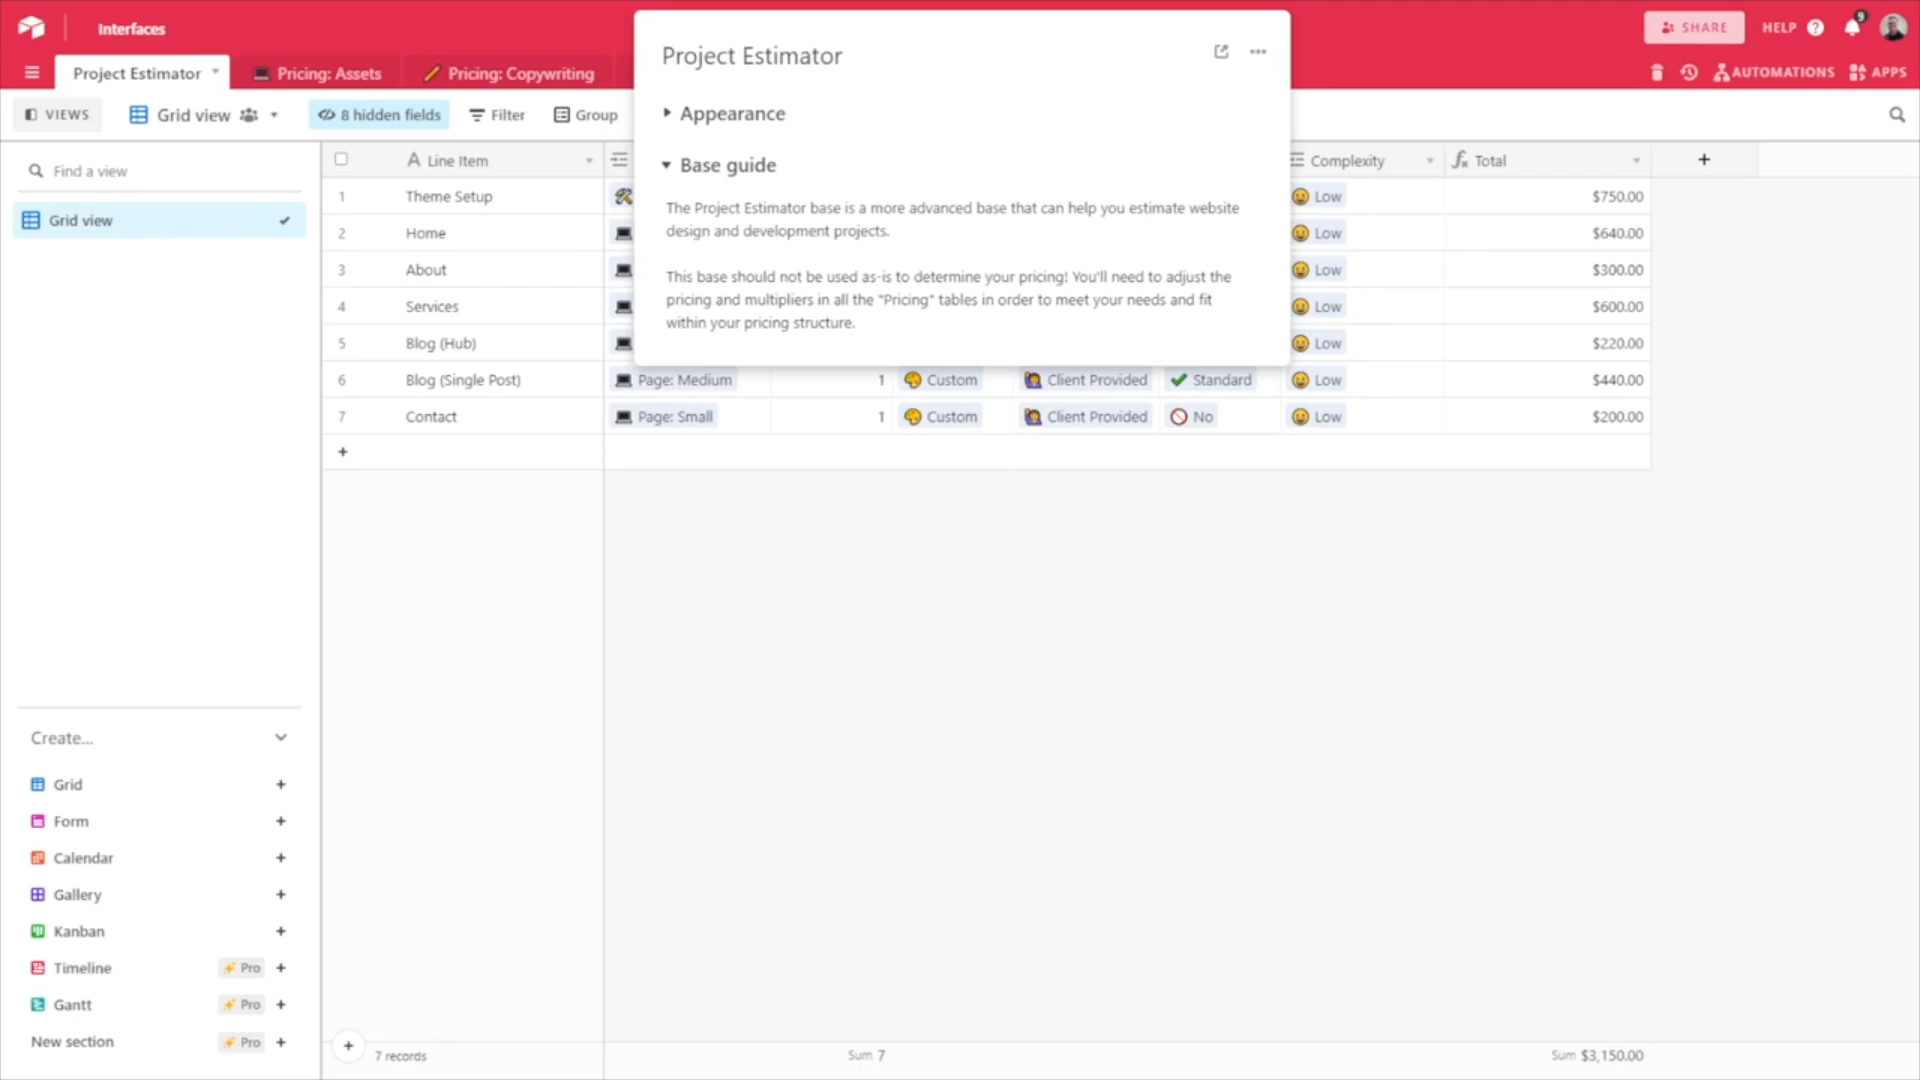 Interfaces
Project Estimator
SHARE
HELP
9
Project Estimator
Pricing: Assets
Pricing: Copywriting
AUTOMATIONS
APPS
VIEWS
Grid view
8 hidden fields
Filter
Group
Appearance
Base guide
The Project Estimator base is a more advanced base that can help you estimate website
design and development projects.
This base should not be used as-is to determine your pricing! You'll need to adjust the
pricing and multipliers in all the "Pricing" tables in order to meet your needs and fit
within your pricing structure.
Find a view
Grid view
Line Item
Complexity
Total
1 Theme Setup Low $750.00
2 Home Low $640.00
3 About Low $300.00
4 Services Low $600.00
5 Blog (Hub) Low $220.00
6 Blog (Single Post) Page: Medium 1 Custom Client Provided Standard Low $440.00
7 Contact Page: Small 1 Custom Client Provided No Low $200.00
Create...
Grid
Form
Calendar
Gallery
Kanban
Timeline Pro
Gantt Pro
New section Pro
7 records
Sum 7
Sum $3,150.00